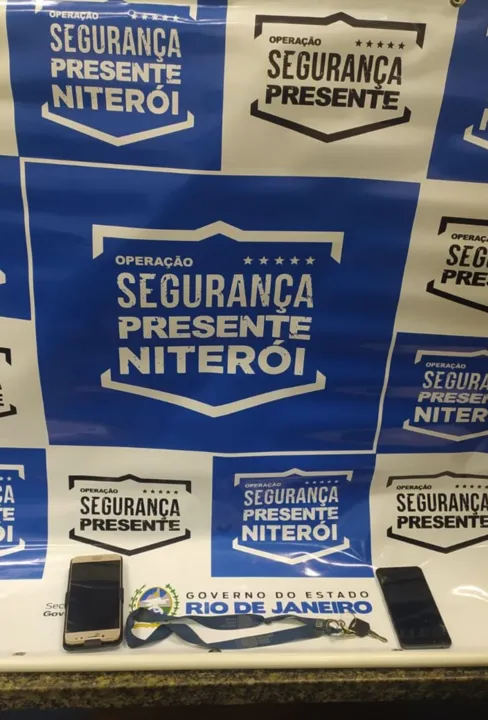 OPERAÇÃO
SEGURANÇA
PRESENTE
NITERÓI
OPERAÇÃO
SEGURANÇA
PRESENTE
OPERAÇÃO
SEGURANÇA
PRESENTE
NITERÓI
OPERAÇÃO
SEGURANÇA
PRESENTE
OPERAÇÃO
SEGURANÇA
PRESENTE
NITERÓI
OPERAÇÃO
SEGURANÇA
PRESENTE
GOVERNO DO ESTADO
RIO DE JANEIRO